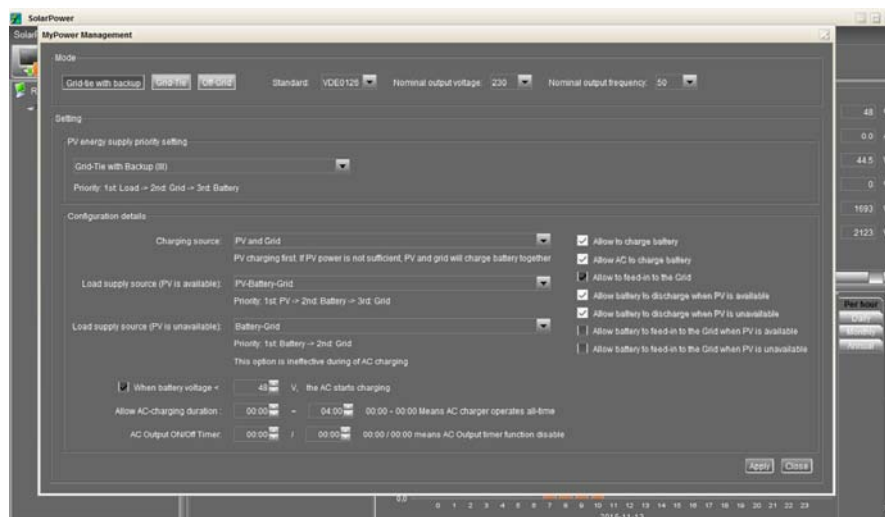 SolarPower
MyPower Management
Mode
Grid-tie with backup Grid-Tie Off-Grid Standard: VDE0126 Nominal output voltage: 230 Nominal output frequency: 50
Setting
PV energy supply priority setting
Grid-Tie with Backup (III)
Priority: 1st: Load -> 2nd: Grid -> 3rd: Battery
Configuration details
Charging source: PV and Grid
PV charging first. If PV power is not sufficient, PV and grid will charge battery together
Load supply source (PV is available): PV-Battery-Grid
Priority: 1st: PV -> 2nd: Battery -> 3rd: Grid
Load supply source (PV is unavailable): Battery-Grid
Priority: 1st: Battery -> 2nd: Grid
This option is ineffective during of AC charging
Allow to charge battery
Allow AC to charge battery
Allow to feed-in to the Grid
Allow battery to discharge when PV is available
Allow battery to discharge when PV is unavailable
Allow battery to feed-in to the Grid when PV is available
Allow battery to feed-in to the Grid when PV is unavailable
When battery voltage < 48 V, the AC starts charging
Allow AC-charging duration : 00:00 ~ 04:00 00:00 - 00:00 Means AC charger operates all-time
AC Output ON/Off Timer: 00:00 / 00:00 00:00 / 00:00 means AC Output timer function disable
Apply Close
48
0.0
44.5
0
1693
2123
Per hour
Monthly
Annual
0.0
0 1 2 3 4 5 6 7 8 9 10 11 12 13 14 15 16 17 18 19 20 21 22 23